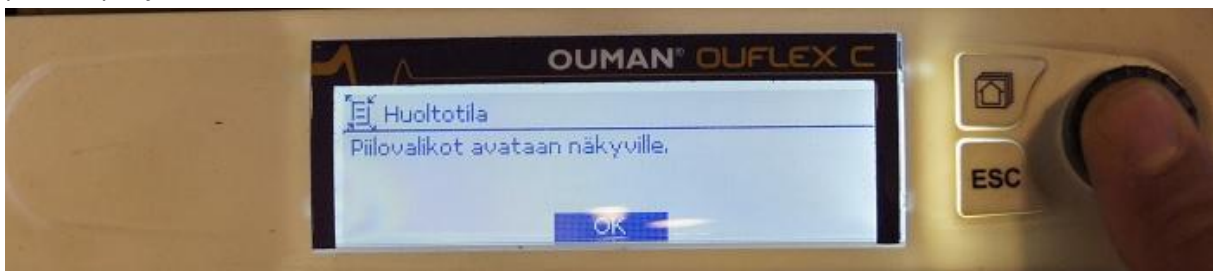 OUMAN® OUFLEX C
Huoltotila
Piilovalikot avataan näkyville.
OK
ESC